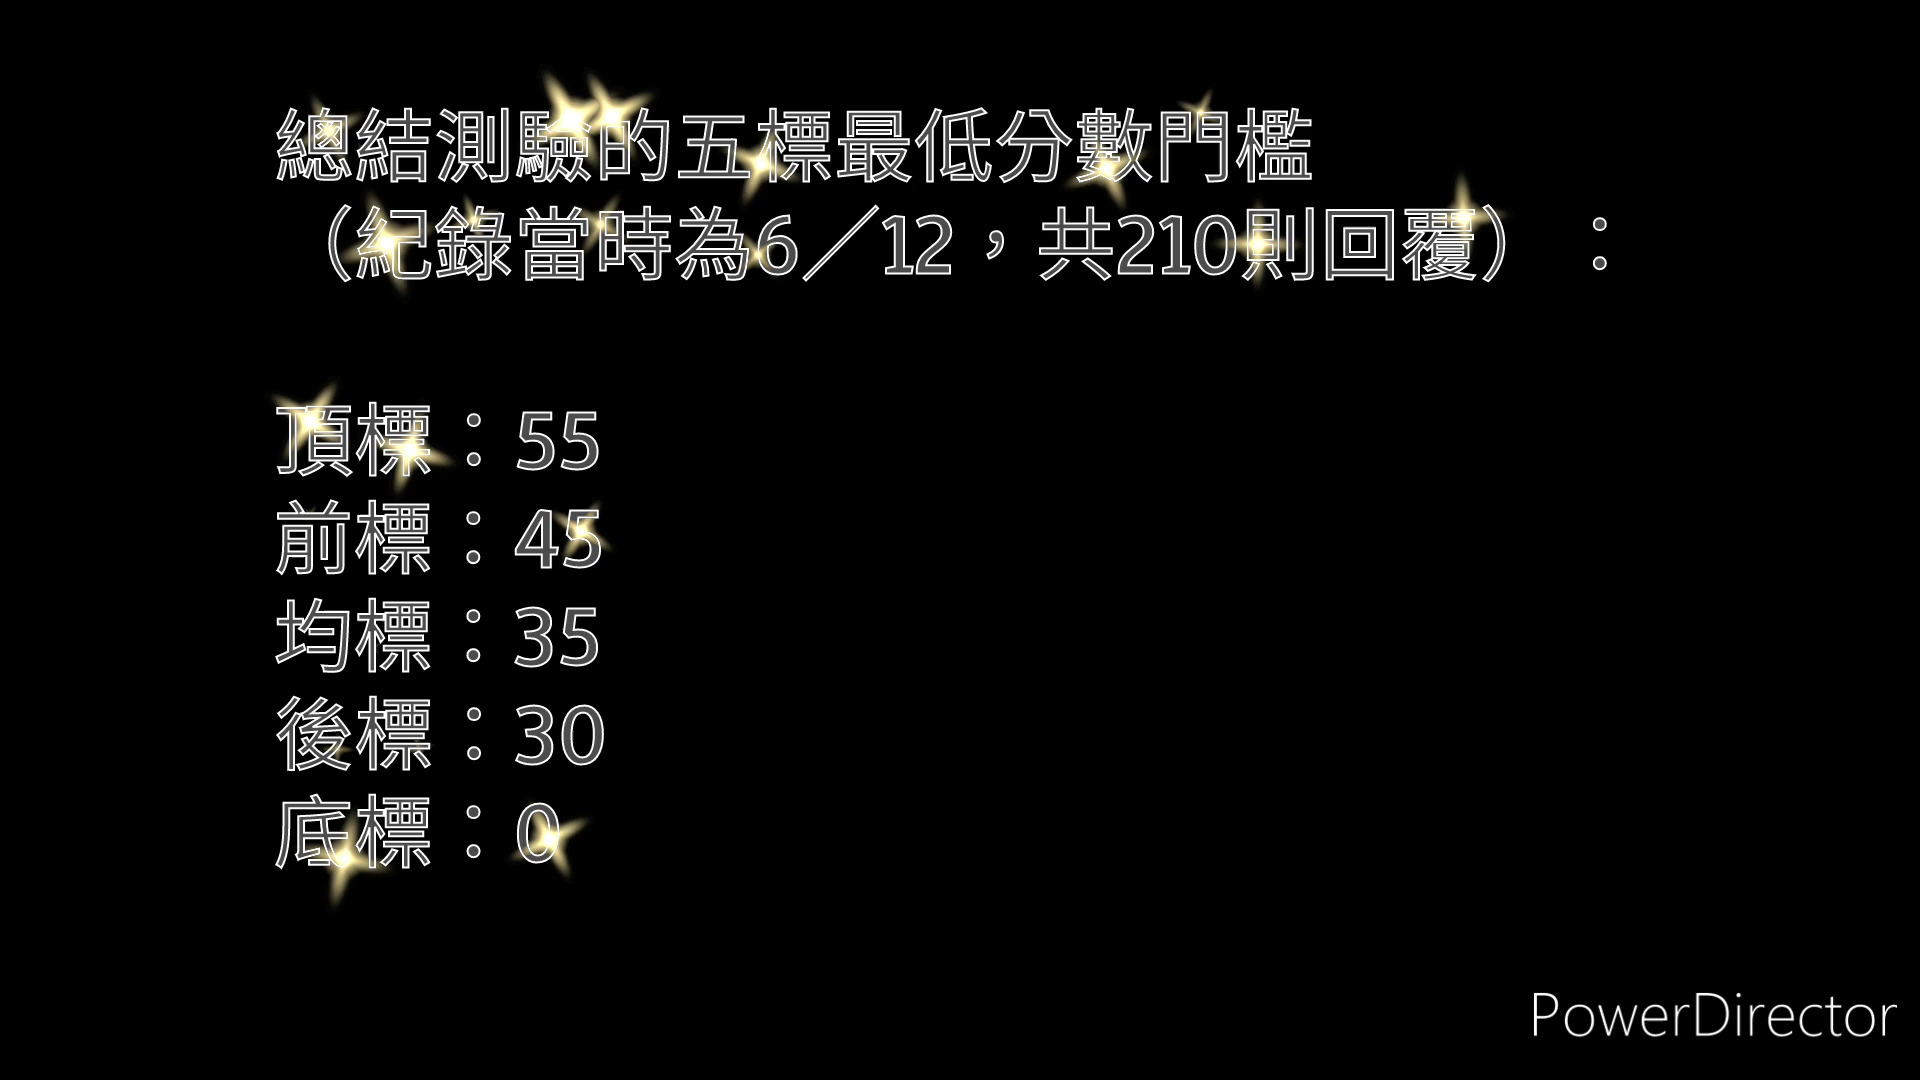 總結測驗的五標最低分數門檻
（紀錄當時為6／12，共210則回覆）：
頂標：55
前標：45
均標：35
後標：30
底標：0
PowerDirector